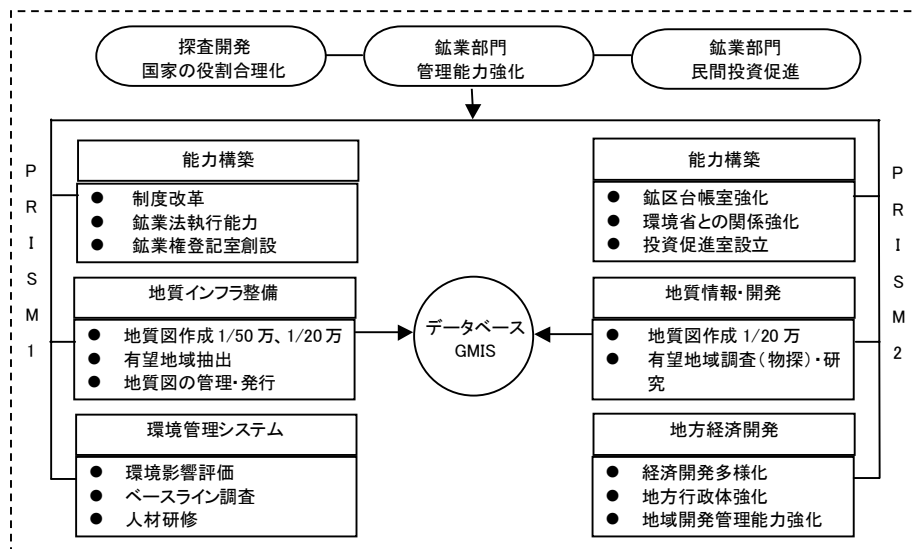 探査開発
国家の役割合理化
鉱業部門
管理能力強化
鉱業部門
民間投資促進
PRISM1
能力構築
● 制度改革
● 鉱業法執行能力
● 鉱業権登記室創設
地質インフラ整備
● 地質図作成 1/50 万、1/20 万
● 有望地域抽出
● 地質図の管理・発行
環境管理システム
● 環境影響評価
● ベースライン調査
● 人材研修
データベース
GMIS
能力構築
● 鉱区台帳室強化
● 環境省との関係強化
● 投資促進室設立
地質情報・開発
● 地質図作成 1/20 万
● 有望地域調査(物探)・研
究
地方経済開発
● 経済開発多様化
● 地方行政体強化
● 地域開発管理能力強化
PRISM2